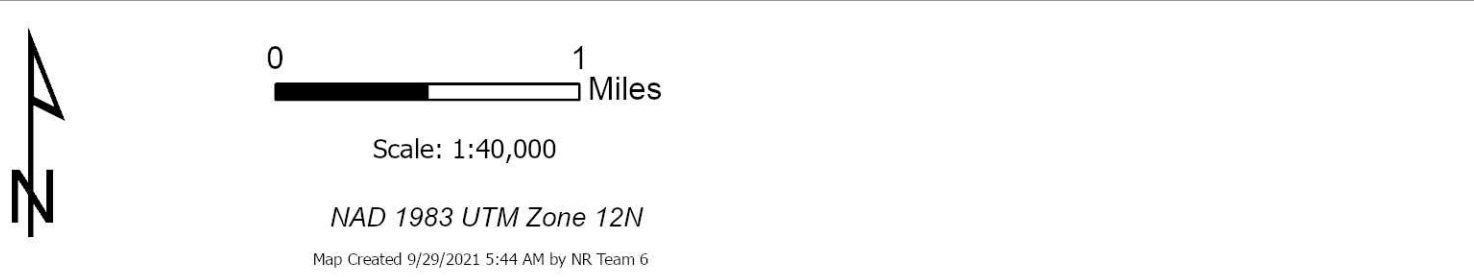 N
0 1
Miles
Scale: 1:40,000
NAD 1983 UTM Zone 12N
Map Created 9/29/2021 5:44 AM by NR Team 6